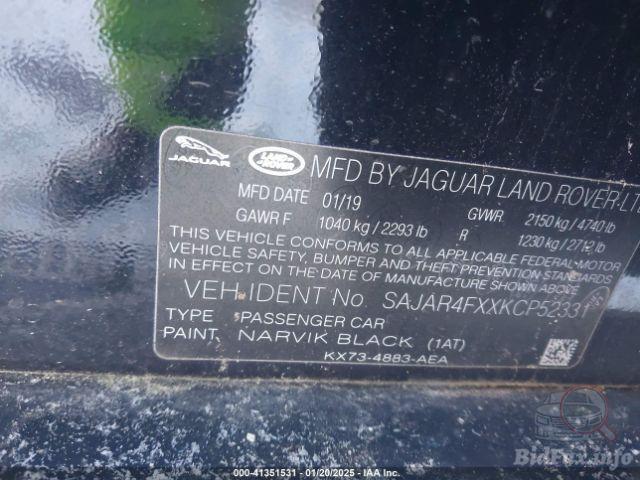 JAGUAR LAND ROVER MFD BY JAGUAR LAND ROVER LT
MFD DATE 01/19 GVWR 2150 kg / 4740 lb
GAWR F 1040 kg / 2293 lb R 1230 kg / 2712 lb
THIS VEHICLE CONFORMS TO ALL APPLICABLE FEDERAL MOTOR
VEHICLE SAFETY, BUMPER, AND THEFT PREVENTION STANDARDS
IN EFFECT ON THE DATE OF MANUFACTURE SHOWN ABOVE
VEH. IDENT No. SAJAR4FXXKCP52331
TYPE : PASSENGER CAR
PAINT: NARVIK BLACK (1AT)
KX73-4883-AEA
BidFax.info
000-41351531 - 01/20/2025 - IAA Inc.